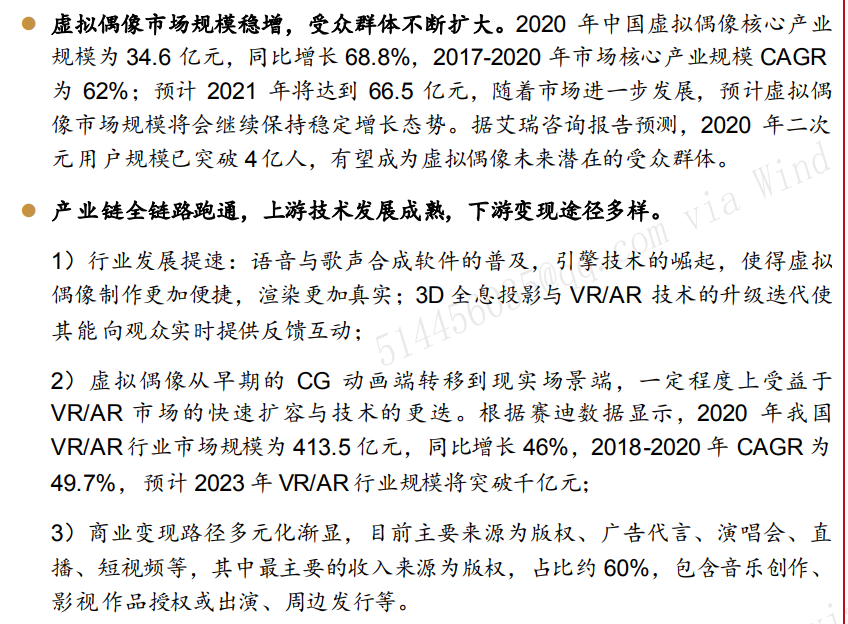 虚拟偶像市场规模稳增，受众群体不断扩大。2020 年中国虚拟偶像核心产业
规模为 34.6 亿元，同比增长 68.8%，2017-2020 年市场核心产业规模 CAGR
为 62%；预计 2021 年将达到 66.5 亿元，随着市场进一步发展，预计虚拟偶
像市场规模将会继续保持稳定增长态势。据艾瑞咨询报告预测，2020 年二次
元用户规模已突破 4 亿人，有望成为虚拟偶像未来潜在的受众群体。
产业链全链路跑通，上游技术发展成熟，下游变现途径多样。
1）行业发展提速：语音与歌声合成软件的普及，引擎技术的崛起，使得虚拟
偶像制作更加便捷，渲染更加真实；3D 全息投影与 VR/AR 技术的升级迭代使
其能向观众实时提供反馈互动；
2）虚拟偶像从早期的 CG 动画端转移到现实场景端，一定程度上受益于
VR/AR 市场的快速扩容与技术的更迭。根据赛迪数据显示，2020 年我国
VR/AR 行业市场规模为 413.5 亿元，同比增长 46%，2018-2020 年 CAGR 为
49.7%，预计 2023 年 VR/AR 行业规模将突破千亿元；
3）商业变现路径多元化渐显，目前主要来源为版权、广告代言、演唱会、直
播、短视频等，其中最主要的收入来源为版权，占比约 60%，包含音乐创作、
影视作品授权或出演、周边发行等。
via Wind